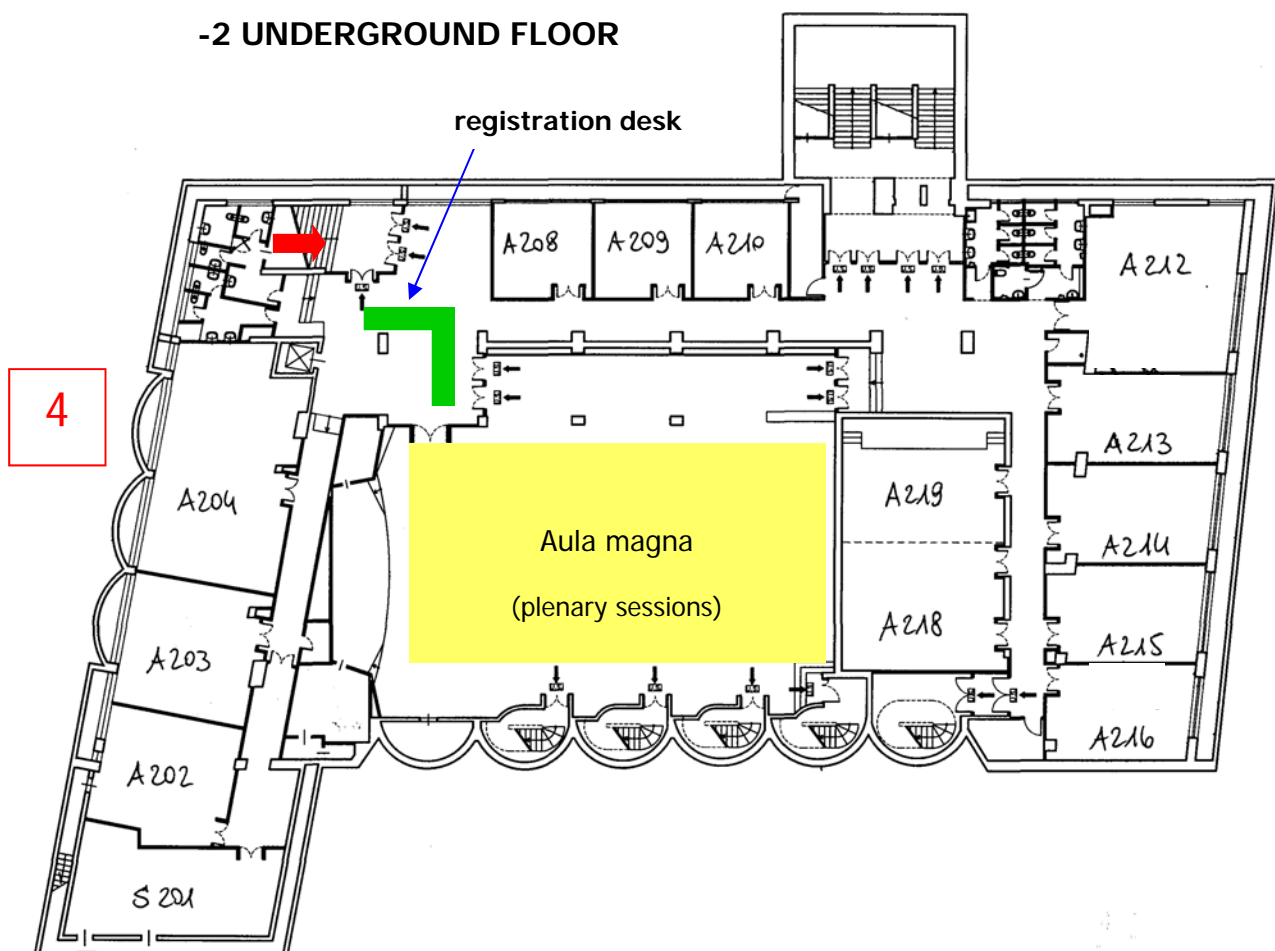 -2 UNDERGROUND FLOOR
registration desk
A208
A209
A210
A212
4
A213
A204
A219
Aula magna
A214
(plenary sessions)
A218
A215
A203
A216
A202
S201